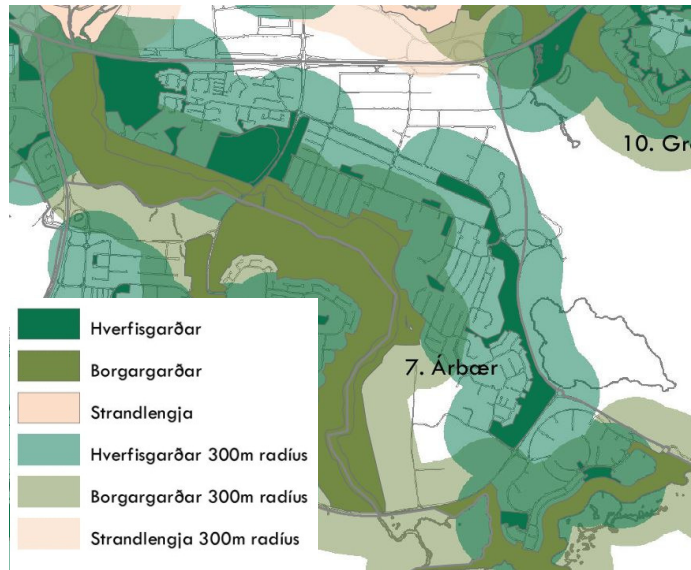 10. Gr
7. Árbær
Hverfisgarðar
Borgargarðar
Strandlengja
Hverfisgarðar 300m radíus
Borgargarðar 300m radíus
Strandlengja 300m radíus